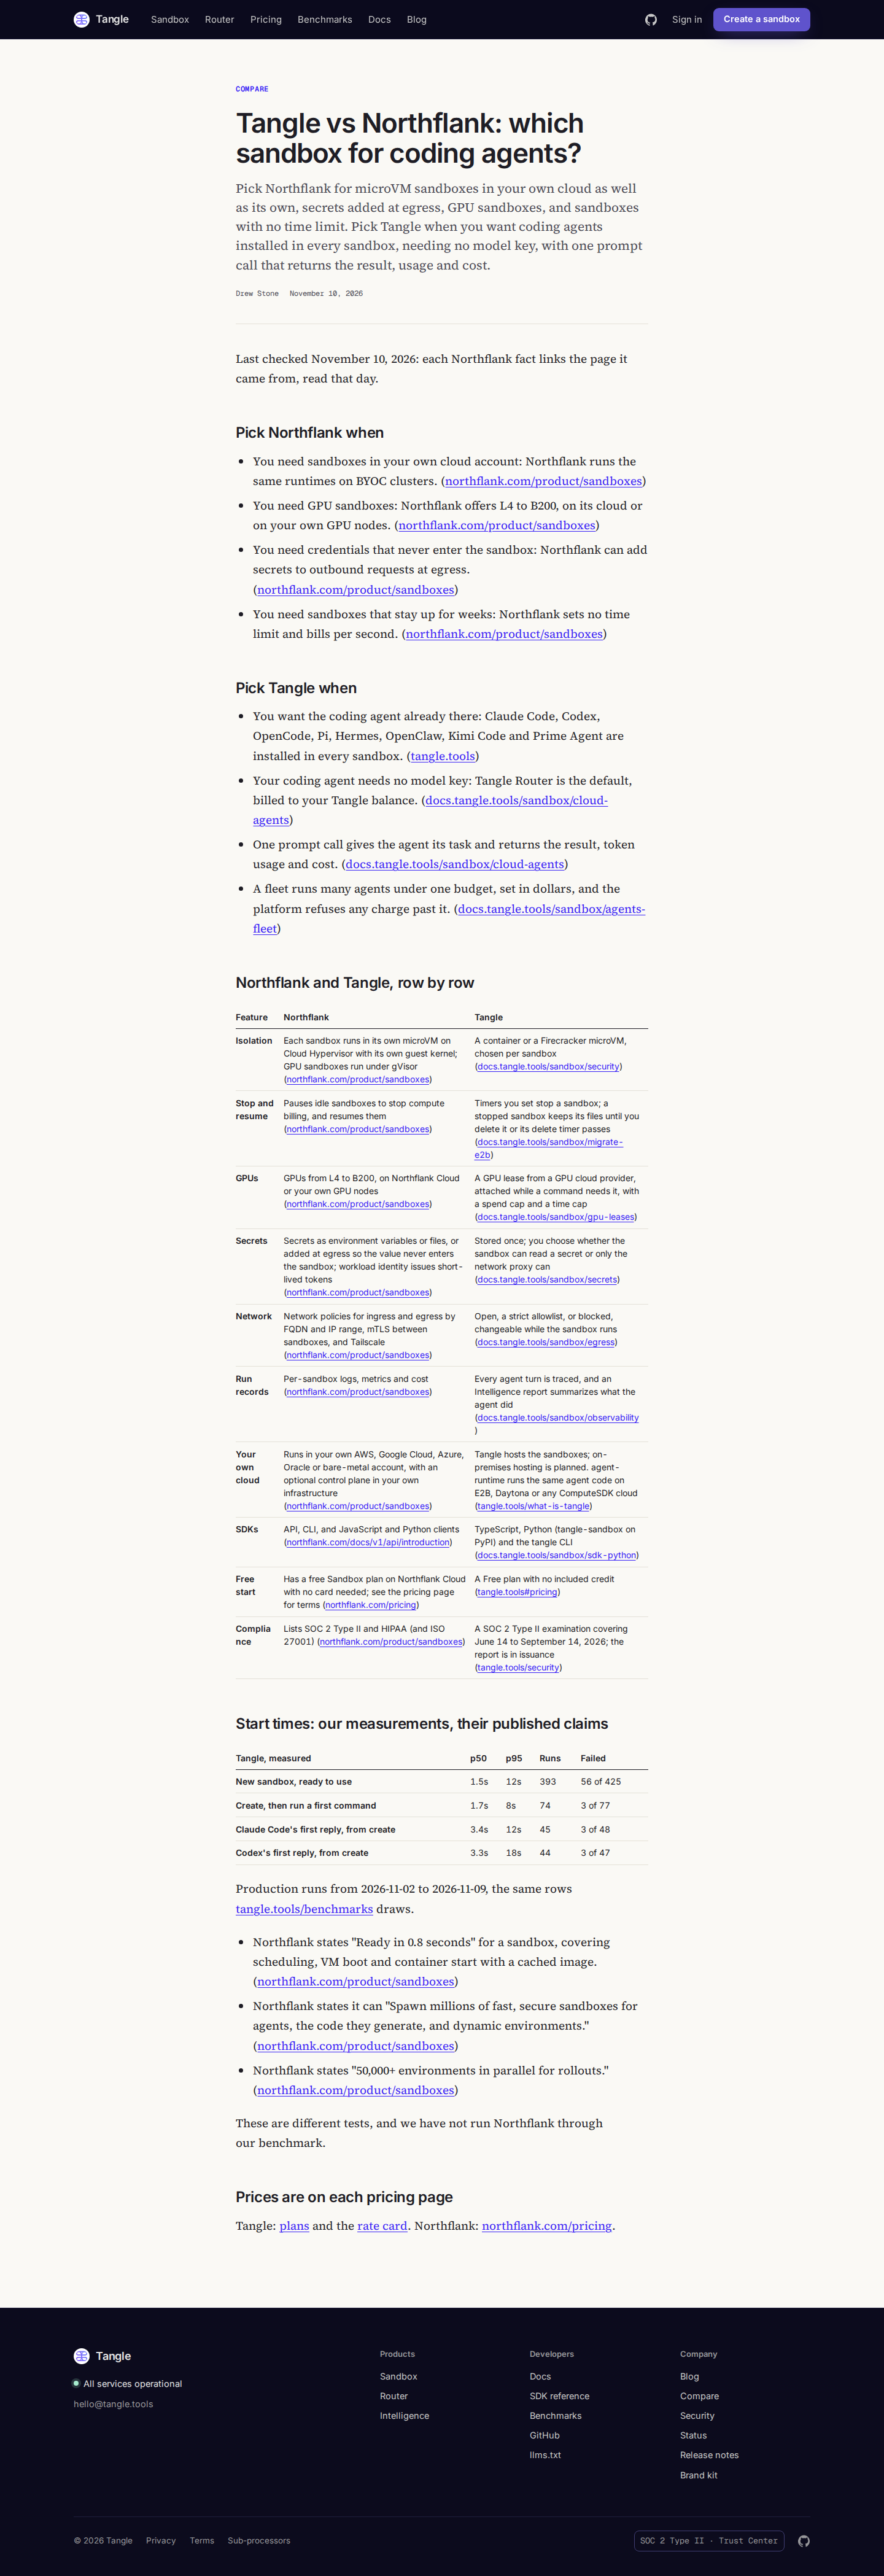 Tangle
Sandbox Router Pricing Benchmarks Docs Blog
Sign in Create a sandbox
COMPARE
Tangle vs Northflank: which
sandbox for coding agents?
Pick Northflank for microVM sandboxes in your own cloud as well
as its own, secrets added at egress, GPU sandboxes, and sandboxes
with no time limit. Pick Tangle when you want coding agents
installed in every sandbox, needing no model key, with one prompt
call that returns the result, usage and cost.
Drew Stone November 10, 2026
Last checked November 10, 2026: each Northflank fact links the page it
came from, read that day.
Pick Northflank when
• You need sandboxes in your own cloud account: Northflank runs the
same runtimes on BYOC clusters. (northflank.com/product/sandboxes)
• You need GPU sandboxes: Northflank offers L4 to B200, on its cloud or
on your own GPU nodes. (northflank.com/product/sandboxes)
• You need credentials that never enter the sandbox: Northflank can add
secrets to outbound requests at egress.
(northflank.com/product/sandboxes)
• You need sandboxes that stay up for weeks: Northflank sets no time
limit and bills per second. (northflank.com/product/sandboxes)
Pick Tangle when
• You want the coding agent already there: Claude Code, Codex,
OpenCode, Pi, Hermes, OpenClaw, Kimi Code and Prime Agent are
installed in every sandbox. (tangle.tools)
• Your coding agent needs no model key: Tangle Router is the default,
billed to your Tangle balance. (docs.tangle.tools/sandbox/cloud-
agents)
• One prompt call gives the agent its task and returns the result, token
usage and cost. (docs.tangle.tools/sandbox/cloud-agents)
• A fleet runs many agents under one budget, set in dollars, and the
platform refuses any charge past it. (docs.tangle.tools/sandbox/agents-
fleet)
Northflank and Tangle, row by row
Feature Northflank Tangle
Isolation
Each sandbox runs in its own microVM on
Cloud Hypervisor with its own guest kernel;
GPU sandboxes run under gVisor
(northflank.com/product/sandboxes)
A container or a Firecracker microVM,
chosen per sandbox
(docs.tangle.tools/sandbox/security)
Stop and
resume
Pauses idle sandboxes to stop compute
billing, and resumes them
(northflank.com/product/sandboxes)
Timers you set stop a sandbox; a
stopped sandbox keeps its files until you
delete it or its delete timer passes
(docs.tangle.tools/sandbox/migrate-
e2b)
GPUs
GPUs from L4 to B200, on Northflank Cloud
or your own GPU nodes
(northflank.com/product/sandboxes)
A GPU lease from a GPU cloud provider,
attached while a command needs it, with
a spend cap and a time cap
(docs.tangle.tools/sandbox/gpu-leases)
Secrets
Secrets as environment variables or files, or
added at egress so the value never enters
the sandbox; workload identity issues short-
lived tokens
(northflank.com/product/sandboxes)
Stored once; you choose whether the
sandbox can read a secret or only the
network proxy can
(docs.tangle.tools/sandbox/secrets)
Network
Network policies for ingress and egress by
FQDN and IP range, mTLS between
sandboxes, and Tailscale
(northflank.com/product/sandboxes)
Open, a strict allowlist, or blocked,
changeable while the sandbox runs
(docs.tangle.tools/sandbox/egress)
Run
records
Per-sandbox logs, metrics and cost
(northflank.com/product/sandboxes)
Every agent turn is traced, and an
Intelligence report summarizes what the
agent did
(docs.tangle.tools/sandbox/observability
)
Your
own
cloud
Runs in your own AWS, Google Cloud, Azure,
Oracle or bare-metal account, with an
optional control plane in your own
infrastructure
(northflank.com/product/sandboxes)
Tangle hosts the sandboxes; on-
premises hosting is planned. agent-
runtime runs the same agent code on
E2B, Daytona or any ComputeSDK cloud
(tangle.tools/what-is-tangle)
SDKs
API, CLI, and JavaScript and Python clients
(northflank.com/docs/v1/api/introduction)
TypeScript, Python (tangle-sandbox on
PyPI) and the tangle CLI
(docs.tangle.tools/sandbox/sdk-python)
Free
start
Has a free Sandbox plan on Northflank Cloud
with no card needed; see the pricing page
for terms (northflank.com/pricing)
A Free plan with no included credit
(tangle.tools#pricing)
Complia
nce
Lists SOC 2 Type II and HIPAA (and ISO
27001) (northflank.com/product/sandboxes)
A SOC 2 Type II examination covering
June 14 to September 14, 2026; the
report is in issuance
(tangle.tools/security)
Start times: our measurements, their published claims
Tangle, measured p50 p95 Runs Failed
New sandbox, ready to use 1.5s 12s 393 56 of 425
Create, then run a first command 1.7s 8s 74 3 of 77
Claude Code's first reply, from create 3.4s 12s 45 3 of 48
Codex's first reply, from create 3.3s 18s 44 3 of 47
Production runs from 2026-11-02 to 2026-11-09, the same rows
tangle.tools/benchmarks draws.
• Northflank states "Ready in 0.8 seconds" for a sandbox, covering
scheduling, VM boot and container start with a cached image.
(northflank.com/product/sandboxes)
• Northflank states it can "Spawn millions of fast, secure sandboxes for
agents, the code they generate, and dynamic environments."
(northflank.com/product/sandboxes)
• Northflank states "50,000+ environments in parallel for rollouts."
(northflank.com/product/sandboxes)
These are different tests, and we have not run Northflank through
our benchmark.
Prices are on each pricing page
Tangle: plans and the rate card. Northflank: northflank.com/pricing.
Tangle
All services operational
hello@tangle.tools
Products
Sandbox
Router
Intelligence
Developers
Docs
SDK reference
Benchmarks
GitHub
llms.txt
Company
Blog
Compare
Security
Status
Release notes
Brand kit
© 2026 Tangle Privacy Terms Sub-processors
SOC 2 Type II · Trust Center